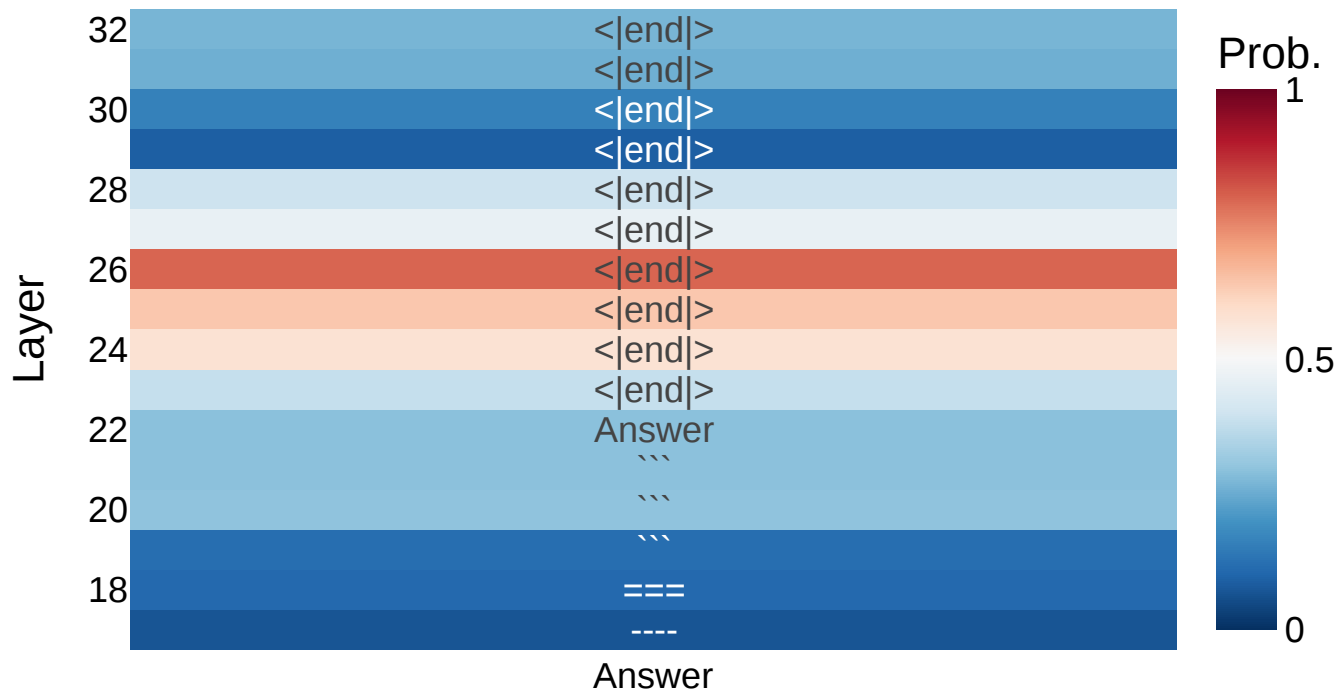 32 <|end|>
<|end|>
30 <|end|>
<|end|>
28 <|end|>
<|end|>
26 <|end|>
<|end|>
24 <|end|>
<|end|>
22 Answer
```
20 ```
```
18 ===
----
Answer
Layer
Prob.
1
0.5
0